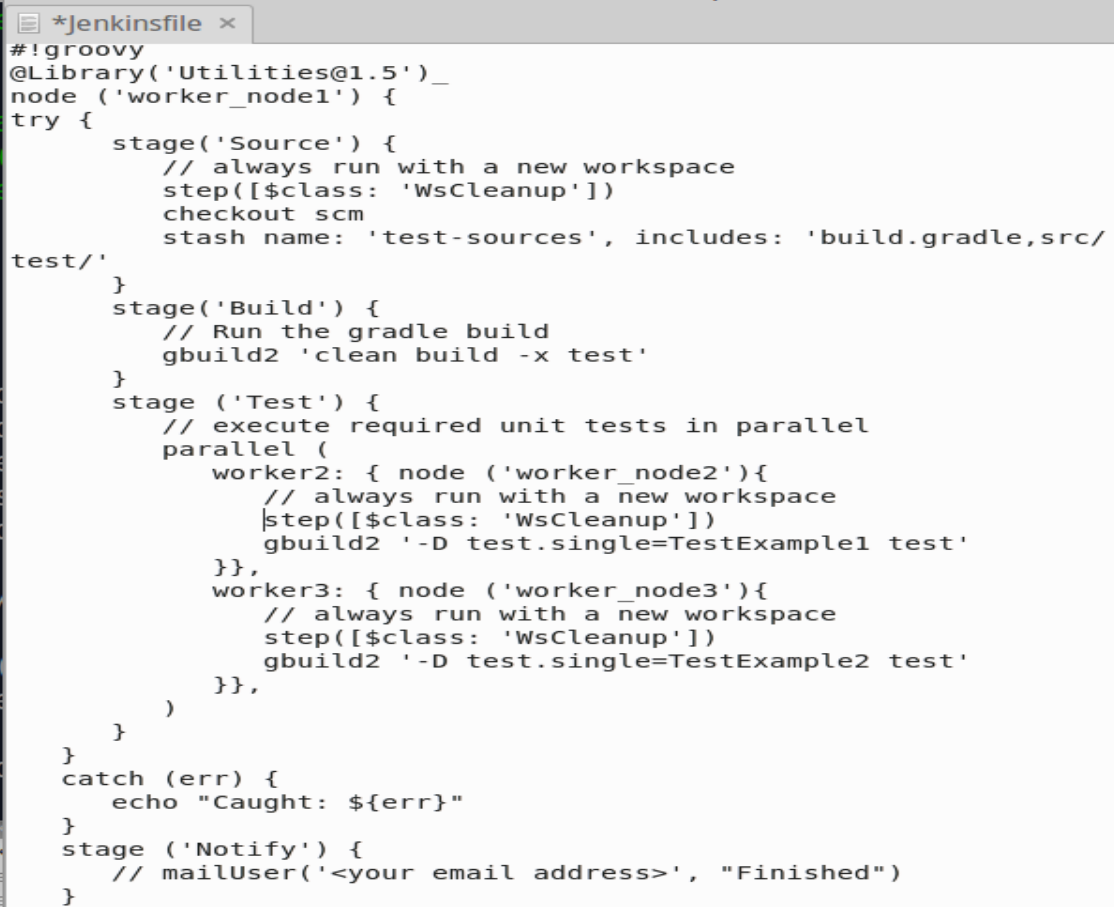 *Jenkinsfile ×
#!groovy
@Library('Utilities@1.5')_
node ('worker_node1') {
try {
stage('Source') {
// always run with a new workspace
step([$class: 'WsCleanup'])
checkout scm
stash name: 'test-sources', includes: 'build.gradle,src/
test/'
}
stage('Build') {
// Run the gradle build
gbuild2 'clean build -x test'
}
stage ('Test') {
// execute required unit tests in parallel
parallel (
worker2: { node ('worker_node2'){
// always run with a new workspace
step([$class: 'WsCleanup'])
gbuild2 '-D test.single=TestExample1 test'
}},
worker3: { node ('worker_node3'){
// always run with a new workspace
step([$class: 'WsCleanup'])
gbuild2 '-D test.single=TestExample2 test'
}},
)
}
}
catch (err) {
echo "Caught: ${err}"
}
stage ('Notify') {
// mailUser('<your email address>', "Finished")
}